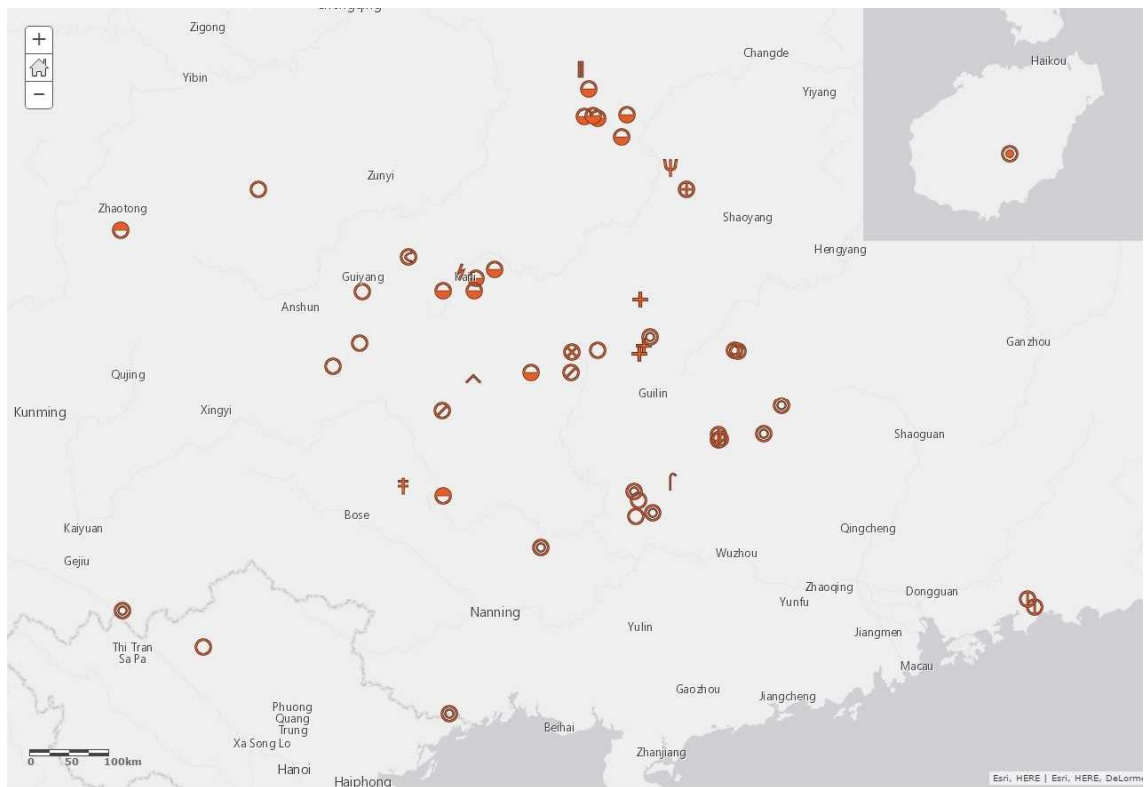 Zigong
Changde
Haikou
Yibin
Yiyang
Zunyi
Zhaotong
Shaoyang
Hengyang
Guiyang
Anshun
Ganzhou
Qujing
Guilin
Kunming
Xingyi
Shaoguan
Bose
Kaiyuan
Qingcheng
Gejiu
Wuzhou
Zhaoqing
Dongguan
Yunfu
Nanning
Yulin
Jiangmen
Thi Tran
Sa Pa
Macau
Gaozhou
Jiangcheng
Phuong
Quang
Trung
Beihai
Xa Song Lo
Zhanjiang
0 50 100km
Hanoi
Haiphong
Esri, HERE | Esri, HERE, DeLorme